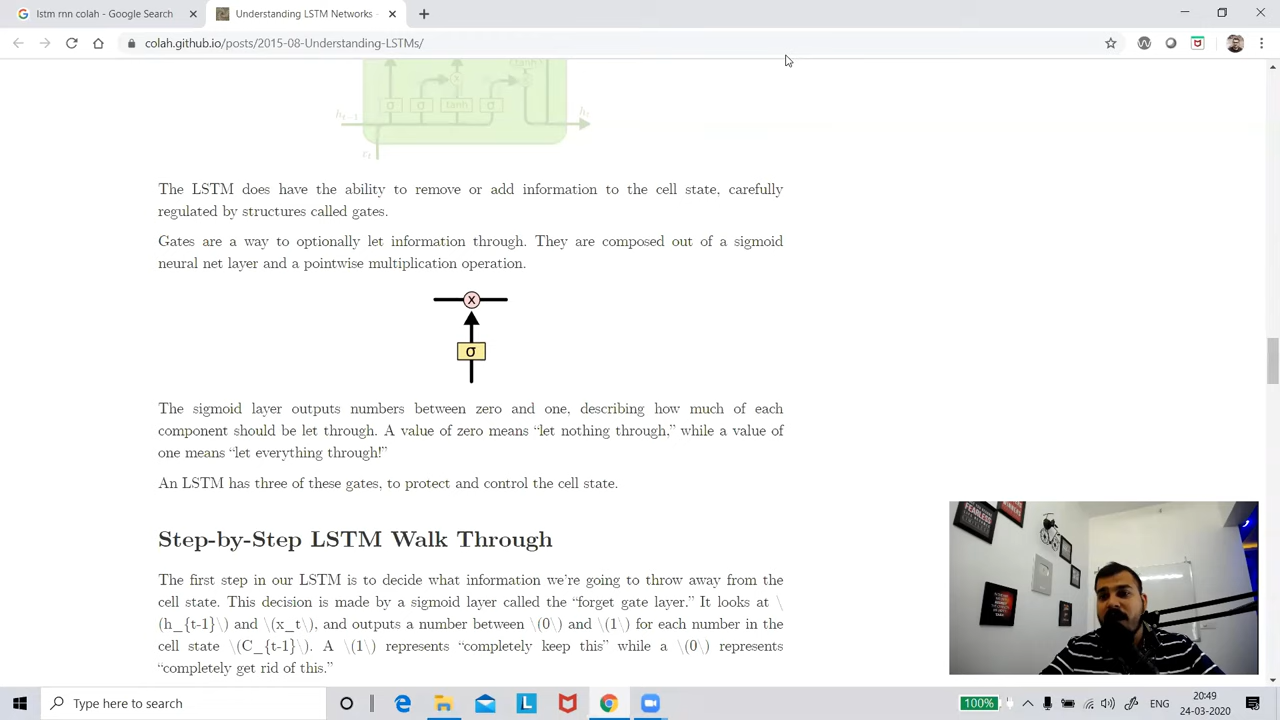 lstm rnn colah - Google Search
Understanding LSTM Networks
colah.github.io/posts/2015-08-Understanding-LSTMs/
tanh
σ σ tanh σ
The LSTM does have the ability to remove or add information to the cell state, carefully
regulated by structures called gates.
Gates are a way to optionally let information through. They are composed out of a sigmoid
neural net layer and a pointwise multiplication operation.
x
σ
The sigmoid layer outputs numbers between zero and one, describing how much of each
component should be let through. A value of zero means “let nothing through,” while a value of
one means “let everything through!”
An LSTM has three of these gates, to protect and control the cell state.
Step-by-Step LSTM Walk Through
The first step in our LSTM is to decide what information we’re going to throw away from the
cell state. This decision is made by a sigmoid layer called the “forget gate layer.” It looks at \
(h_{t-1}\) and \(x_t\), and outputs a number between \(0\) and \(1\) for each number in the
cell state \(C_{t-1}\). A \(1\) represents “completely keep this” while a \(0\) represents
“completely get rid of this.”
FEARLESS
Type here to search
100%
ENG
20:49
24-03-2020